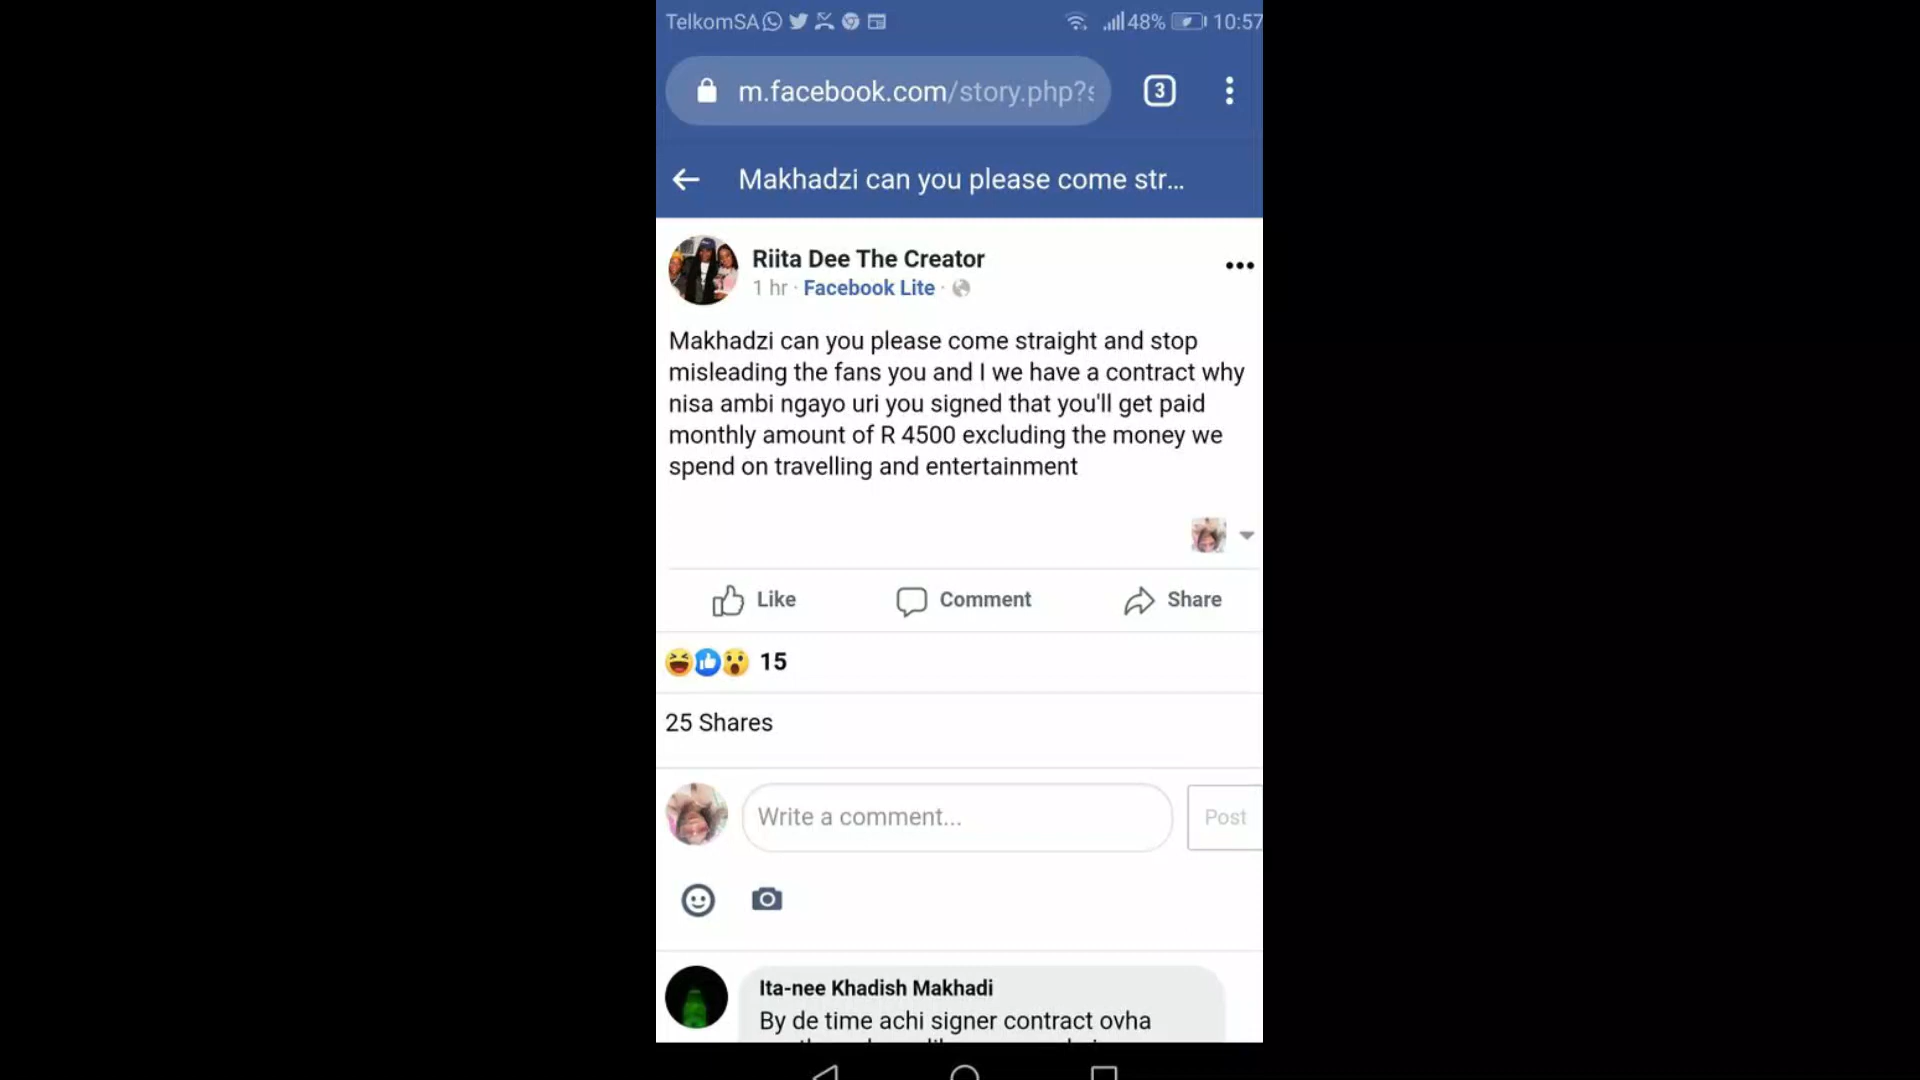 TelkomSA 48% 10:57
m.facebook.com/story.php?s
3
Makhadzi can you please come str...
Riita Dee The Creator
1 hr · Facebook Lite ·
Makhadzi can you please come straight and stop
misleading the fans you and I we have a contract why
nisa ambi ngayo uri you signed that you'll get paid
monthly amount of R 4500 excluding the money we
spend on travelling and entertainment
Like Comment Share
15
25 Shares
Write a comment... Post
Ita-nee Khadish Makhadi
By de time achi signer contract ovha